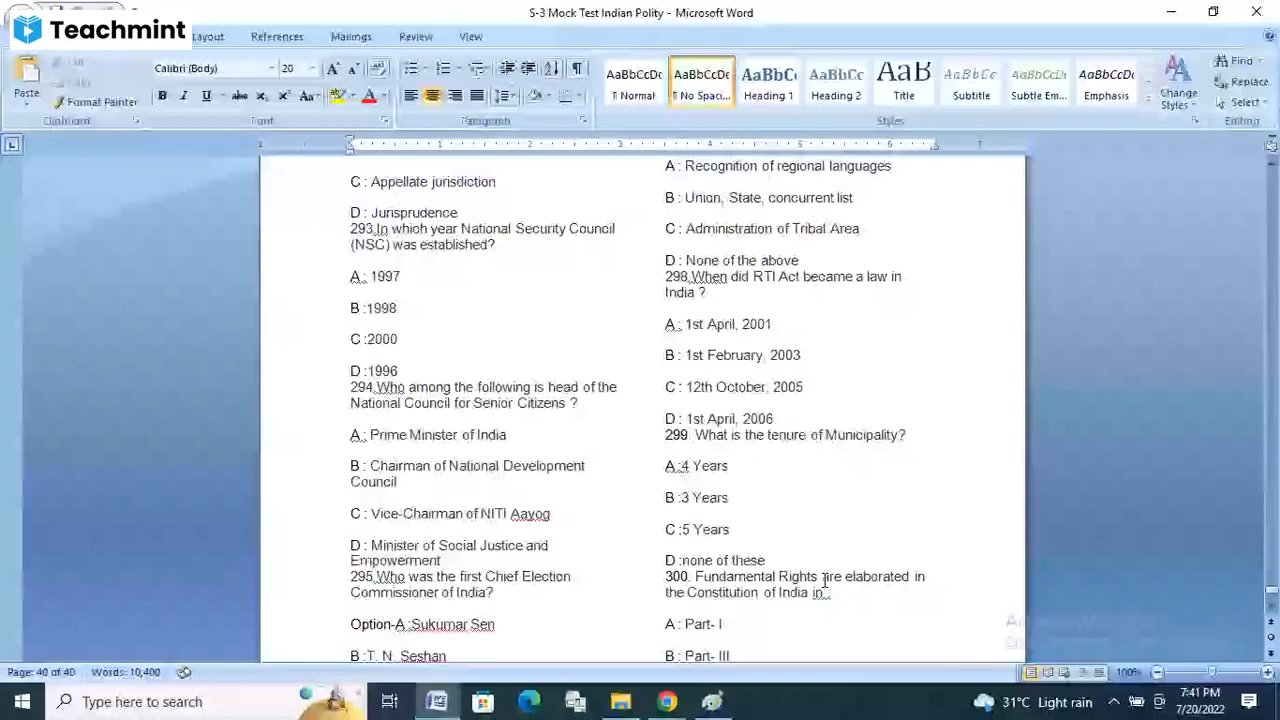 S-3 Quick Test Indian Polity - Microsoft Word
Teachmint
Layout
References
Mailings
Review
View
Paste
Format Painter
Clipboard
Calibri (Body)
20
Font
Paragraph
AaBbCcDc
¶ Normal
AaBbCcDc
¶ No Spaci...
AaBbC
Heading 1
AaBbCc
Heading 2
AaB
Title
AaBbCcL
Subtitle
AaBbCcDc
Subtle Em...
AaBbCcDc
Emphasis
Change
Styles
Styles
Find
Replace
Select
Editing
C : Appellate jurisdiction
D : Jurisprudence
293.In which year National Security Council
(NSC) was established?
A : 1997
B :1998
C :2000
D :1996
294.Who among the following is head of the
National Council for Senior Citizens ?
A : Prime Minister of India
B : Chairman of National Development
Council
C : Vice-Chairman of NITI Aayog
D : Minister of Social Justice and
Empowerment
295.Who was the first Chief Election
Commissioner of India?
Option-A :Sukumar Sen
B :T. N. Seshan
A : Recognition of regional languages
B : Union, State, concurrent list
C : Administration of Tribal Area
D : None of the above
298.When did RTI Act became a law in
India ?
A : 1st April, 2001
B : 1st February, 2003
C : 12th October, 2005
D : 1st April, 2006
299. What is the tenure of Municipality?
A :4 Years
B :3 Years
C :5 Years
D :none of these
300. Fundamental Rights are elaborated in
the Constitution of India in..
A : Part- I
B : Part- III
Page: 40 of 40
Words: 10,400
100%
Type here to search
31°C Light rain
7:41 PM
7/20/2022